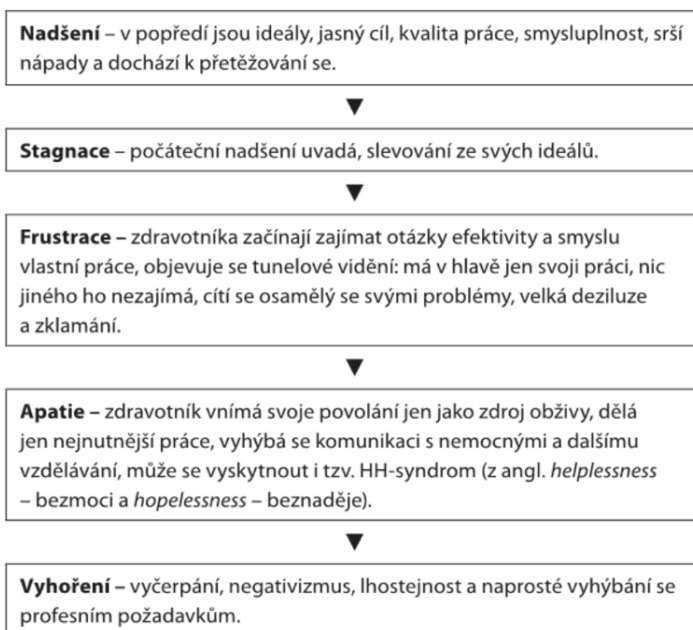 Nadšení – v popředí jsou ideály, jasný cíl, kvalita práce, smysluplnost, srší
nápady a dochází k přetěžování se.
Stagnace – počáteční nadšení uvadá, slevování ze svých ideálů.
Frustrace – zdravotníka začínají zajímat otázky efektivity a smyslu
vlastní práce, objevuje se tunelové vidění: má v hlavě jen svoji práci, nic
jiného ho nezajímá, cítí se osamělý se svými problémy, velká deziluze
a zklamání.
Apatie – zdravotník vnímá svoje povolání jen jako zdroj obživy, dělá
jen nejnutnější práce, vyhýbá se komunikaci s nemocnými a dalšímu
vzdělávání, může se vyskytnout i tzv. HH-syndrom (z angl. helplessness
– bezmoci a hopelessness – beznaděje).
Vyhoření – vyčerpání, negativizmus, lhostejnost a naprosté vyhýbání se
profesním požadavkům.